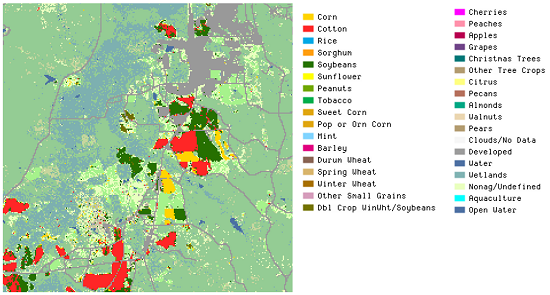 Corn
Cotton
Rice
Sorghum
Soybeans
Sunflower
Peanuts
Tobacco
Sweet Corn
Pop or Orn Corn
Mint
Barley
Durum Wheat
Spring Wheat
Winter Wheat
Other Small Grains
Dbl Crop WinWht/Soybeans
Cherries
Peaches
Apples
Grapes
Christmas Trees
Other Tree Crops
Citrus
Pecans
Almonds
Walnuts
Pears
Clouds/No Data
Developed
Water
Wetlands
Nonag/Undefined
Aquaculture
Open Water